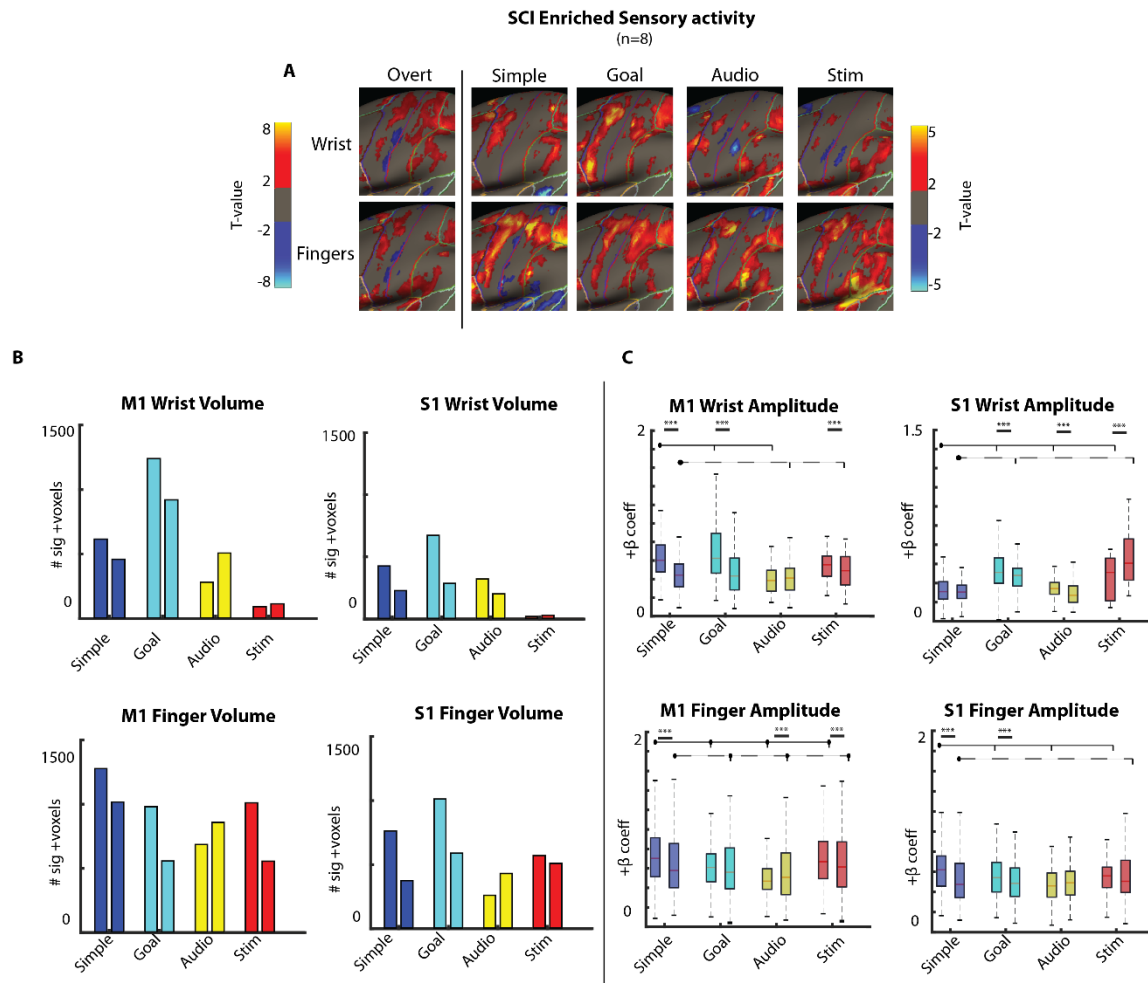 SCI Enriched Sensory activity
(n=8)
A
Overt Simple Goal Audio Stim
8
2
-2
-8
T-value
Wrist
Fingers
5
2
-2
-5
T-value
B
M1 Wrist Volume
1500
0
# sig +voxels
Simple Goal Audio Stim
S1 Wrist Volume
1500
0
# sig +voxels
Simple Goal Audio Stim
M1 Finger Volume
1500
0
# sig +voxels
Simple Goal Audio Stim
S1 Finger Volume
1500
0
# sig +voxels
Simple Goal Audio Stim
C
M1 Wrist Amplitude
*** *** ***
2
0
+β coeff
Simple Goal Audio Stim
S1 Wrist Amplitude
*** *** ***
1.5
0
+β coeff
Simple Goal Audio Stim
M1 Finger Amplitude
*** *** ***
2
0
+β coeff
Simple Goal Audio Stim
S1 Finger Amplitude
*** ***
2
0
+β coeff
Simple Goal Audio Stim